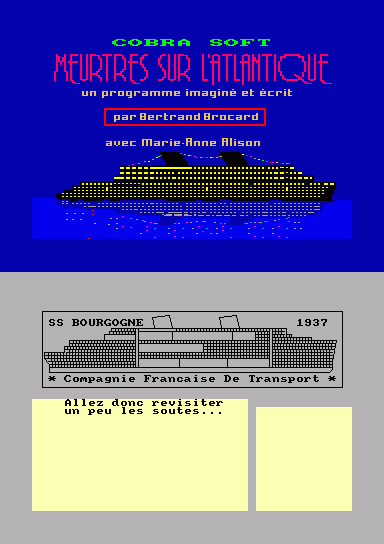 COBRA SOFT
MEURTRES SUR L'ATLANTIQUE
un programme imaginé et écrit
par Bertrand Brocard
avec Marie-Anne Alison
SS BOURGOGNE 1937
* Compagnie Francaise De Transport *
Allez donc revisiter
un peu les soutes...